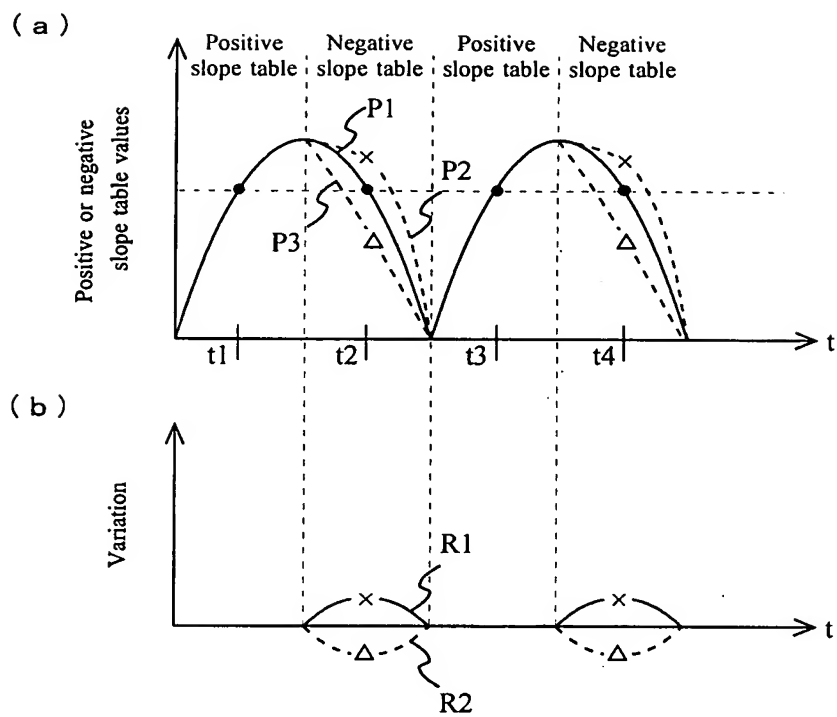 (a)
Positive slope table
Negative slope table
Positive slope table
Negative slope table
Positive or negative slope table values
P1
P2
P3
t1
t2
t3
t4
t
(b)
Variation
R1
R2
t